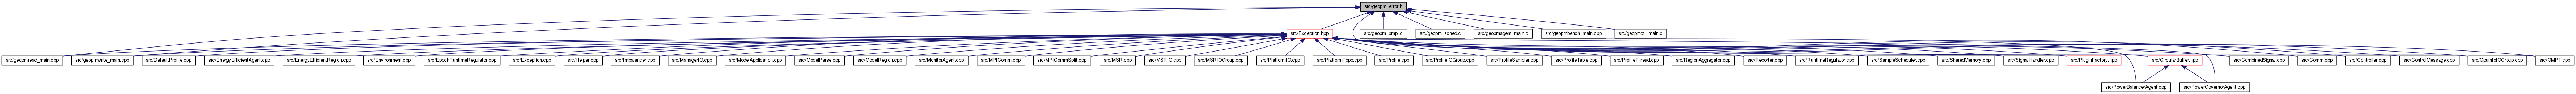 src/geopm_error.h
src/Exception.hpp
src/geopm_pmpi.c
src/geopm_sched.c
src/geopmagent_main.c
src/geopmbench_main.cpp
src/geopmctl_main.c
src/geopmread_main.cpp
src/geopmwrite_main.cpp
src/DefaultProfile.cpp
src/EnergyEfficientAgent.cpp
src/EnergyEfficientRegion.cpp
src/Environment.cpp
src/EpochRuntimeRegulator.cpp
src/Exception.cpp
src/Helper.cpp
src/Imbalancer.cpp
src/ManagerIO.cpp
src/ModelApplication.cpp
src/ModelParse.cpp
src/ModelRegion.cpp
src/MonitorAgent.cpp
src/MPIComm.cpp
src/MPICommSplit.cpp
src/MSR.cpp
src/MSRIO.cpp
src/MSRIOGroup.cpp
src/PlatformIO.cpp
src/PlatformTopo.cpp
src/Profile.cpp
src/ProfileIOGroup.cpp
src/ProfileSampler.cpp
src/ProfileTable.cpp
src/ProfileThread.cpp
src/RegionAggregator.cpp
src/Reporter.cpp
src/RuntimeRegulator.cpp
src/SampleScheduler.cpp
src/SharedMemory.cpp
src/SignalHandler.cpp
src/PluginFactory.hpp
src/CircularBuffer.hpp
src/CombinedSignal.cpp
src/Comm.cpp
src/Controller.cpp
src/ControlMessage.cpp
src/CpuinfoIOGroup.cpp
src/OMPT.cpp
src/PowerBalancerAgent.cpp
src/PowerGovernorAgent.cpp